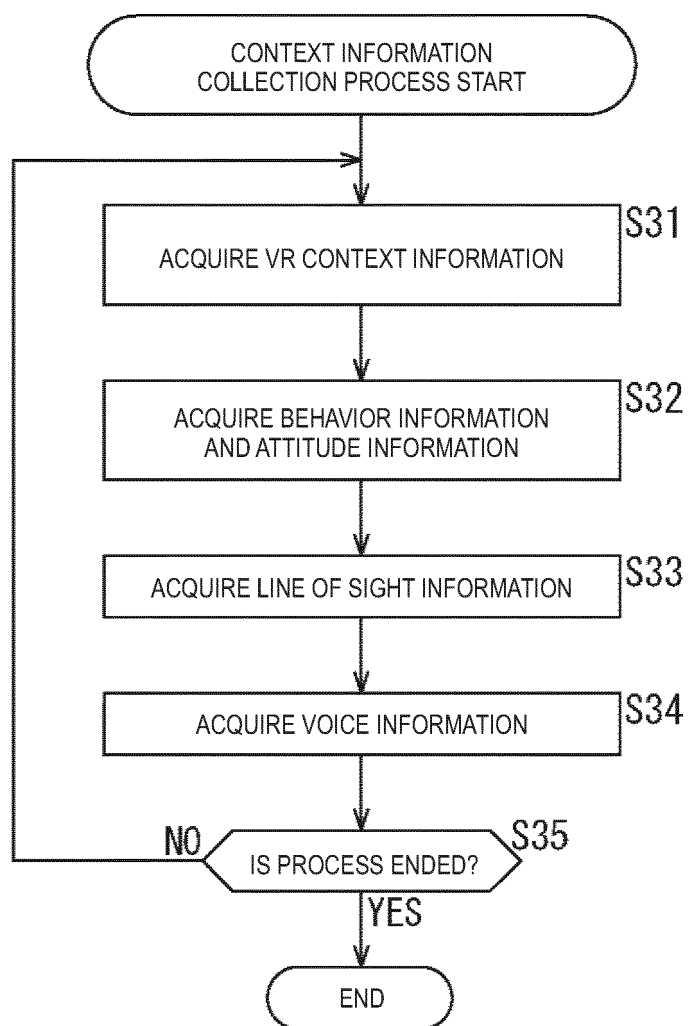 CONTEXT INFORMATION
COLLECTION PROCESS START
S31
ACQUIRE VR CONTEXT INFORMATION
S32
ACQUIRE BEHAVIOR INFORMATION
AND ATTITUDE INFORMATION
S33
ACQUIRE LINE OF SIGHT INFORMATION
S34
ACQUIRE VOICE INFORMATION
NO
S35
IS PROCESS ENDED?
YES
END